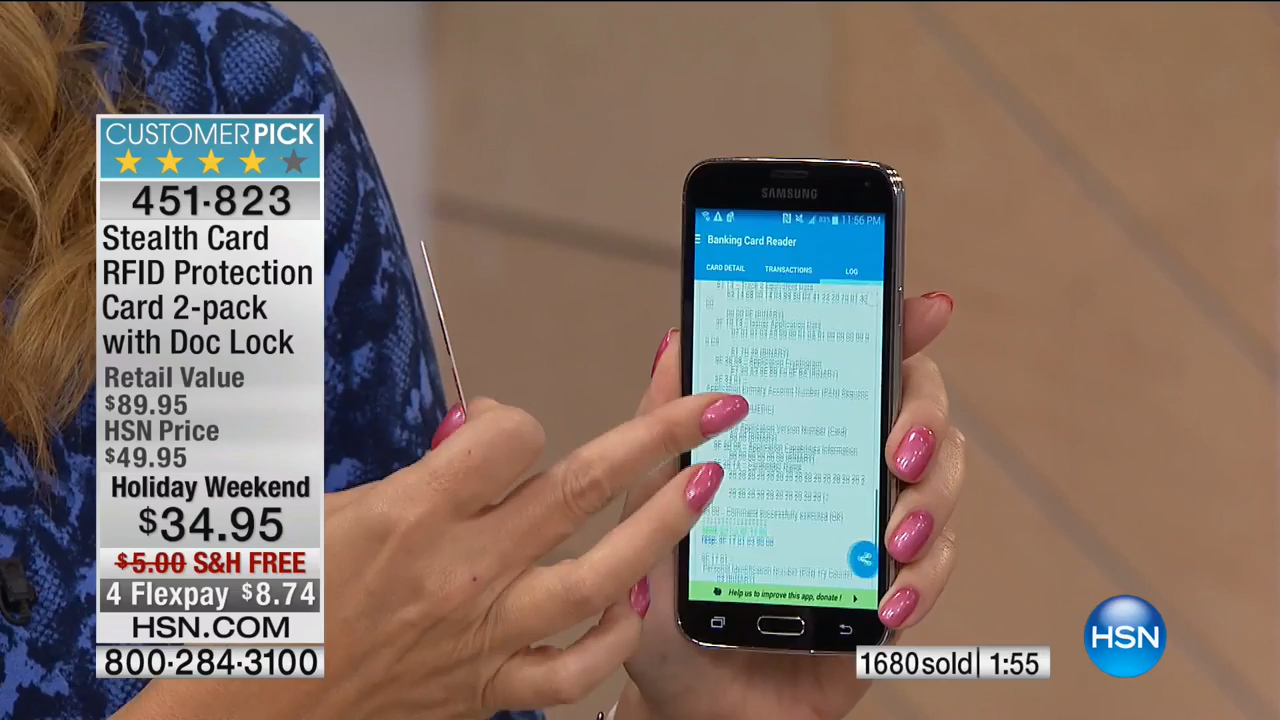 CUSTOMERPICK
451·823
Stealth Card
RFID Protection
Card 2-pack
with Doc Lock
Retail Value
$89.95
HSN Price
$49.95
Holiday Weekend
$34.95
$5.00 S&H FREE
4 Flexpay $8.74
HSN.COM
800·284·3100
SAMSUNG
83% 11:56 PM
Banking Card Reader
CARD DETAIL TRANSACTIONS LOG
Help us to improve this app, donate !
HSN
1680sold 1:55